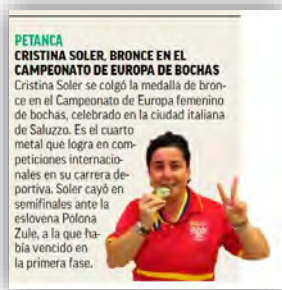 PETANCA
CRISTINA SOLER, BRONCE EN EL
CAMPEONATO DE EUROPA DE BOCHAS
Cristina Soler se colgó la medalla de bron-
ce en el Campeonato de Europa femenino
de bochas, celebrado en la ciudad italiana
de Saluzzo. Es el cuarto
metal que logra en com-
peticiones internacio-
nales en su carrera de-
portiva. Soler cayó en
semifinales ante la
eslovena Polona
Zule, a la que ha-
bía vencido en
la primera fase.